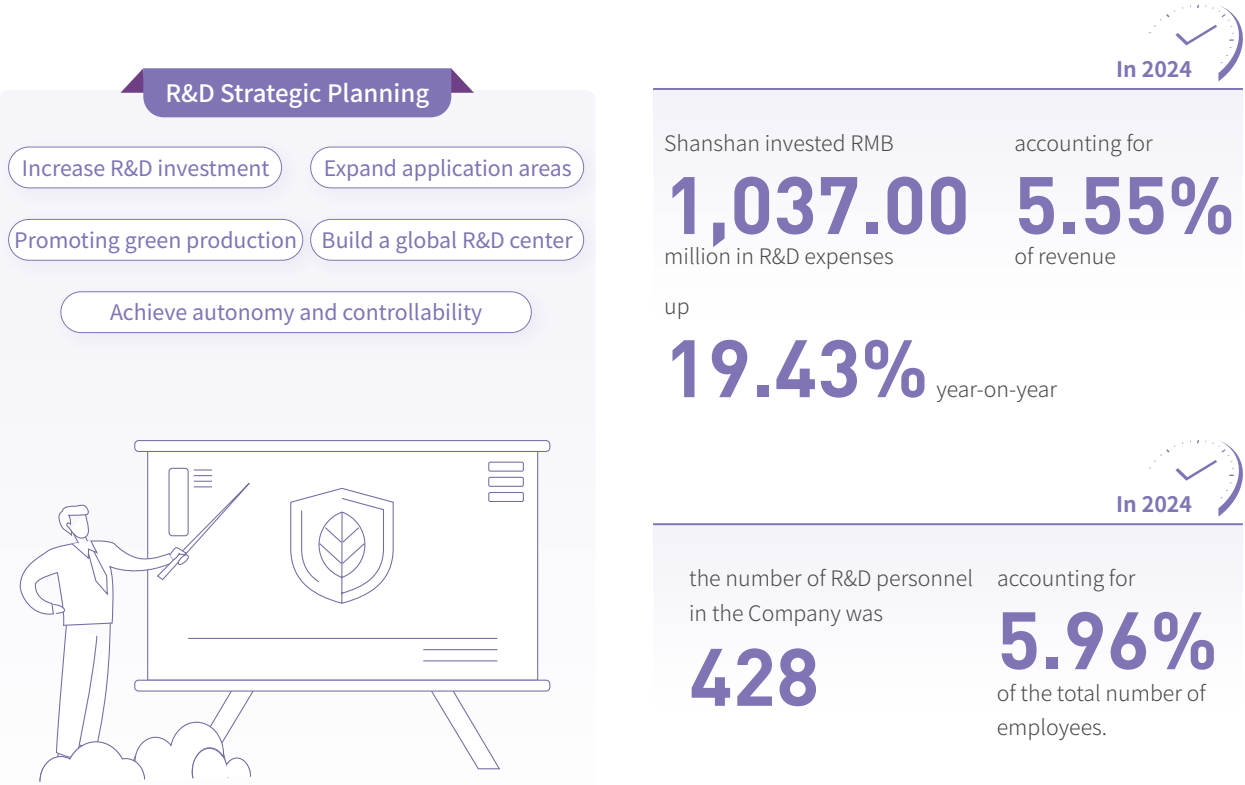 R&D Strategic Planning
Increase R&D investment
Expand application areas
Promoting green production
Build a global R&D center
Achieve autonomy and controllability
In 2024
Shanshan invested RMB
1,037.00
million in R&D expenses
accounting for
5.55%
of revenue
up
19.43% year-on-year
In 2024
the number of R&D personnel
in the Company was
428
accounting for
5.96%
of the total number of
employees.